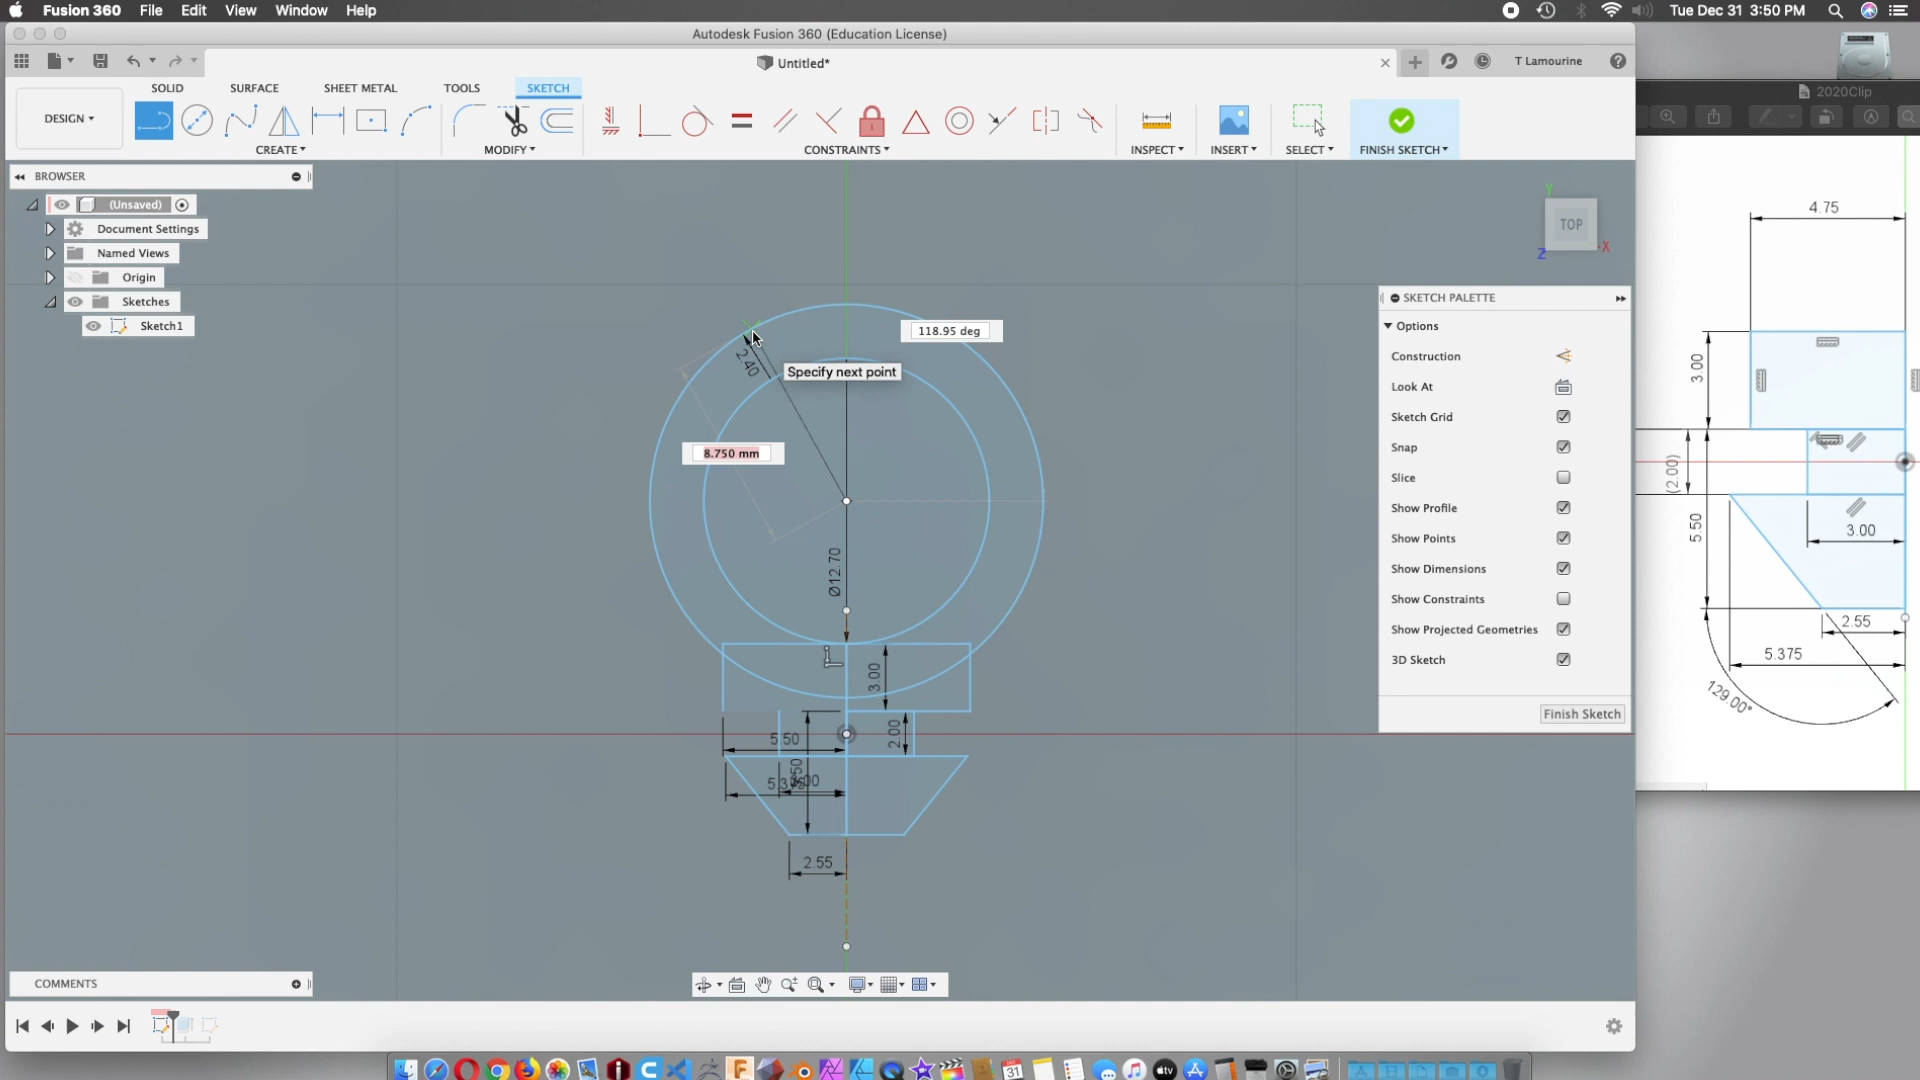 Fusion 360 File Edit View Window Help
Tue Dec 31 3:50 PM
Autodesk Fusion 360 (Education License)
Untitled*
T Lamourine
2020Clip
SOLID SURFACE SHEET METAL TOOLS SKETCH
DESIGN
CREATE MODIFY CONSTRAINTS INSPECT INSERT SELECT FINISH SKETCH
BROWSER
(Unsaved)
Document Settings
Named Views
Origin
Sketches
Sketch1
Y
TOP
X
Z
118.95 deg
Specify next point
2.40
8.750 mm
Ø12.70
3.00
2.00
5.50
2.55
SKETCH PALETTE
Options
Construction
Look At
Sketch Grid
Snap
Slice
Show Profile
Show Points
Show Dimensions
Show Constraints
Show Projected Geometries
3D Sketch
Finish Sketch
4.75
3.00
(2.00)
5.50
3.00
2.55
5.375
129.00°
COMMENTS
31
tv